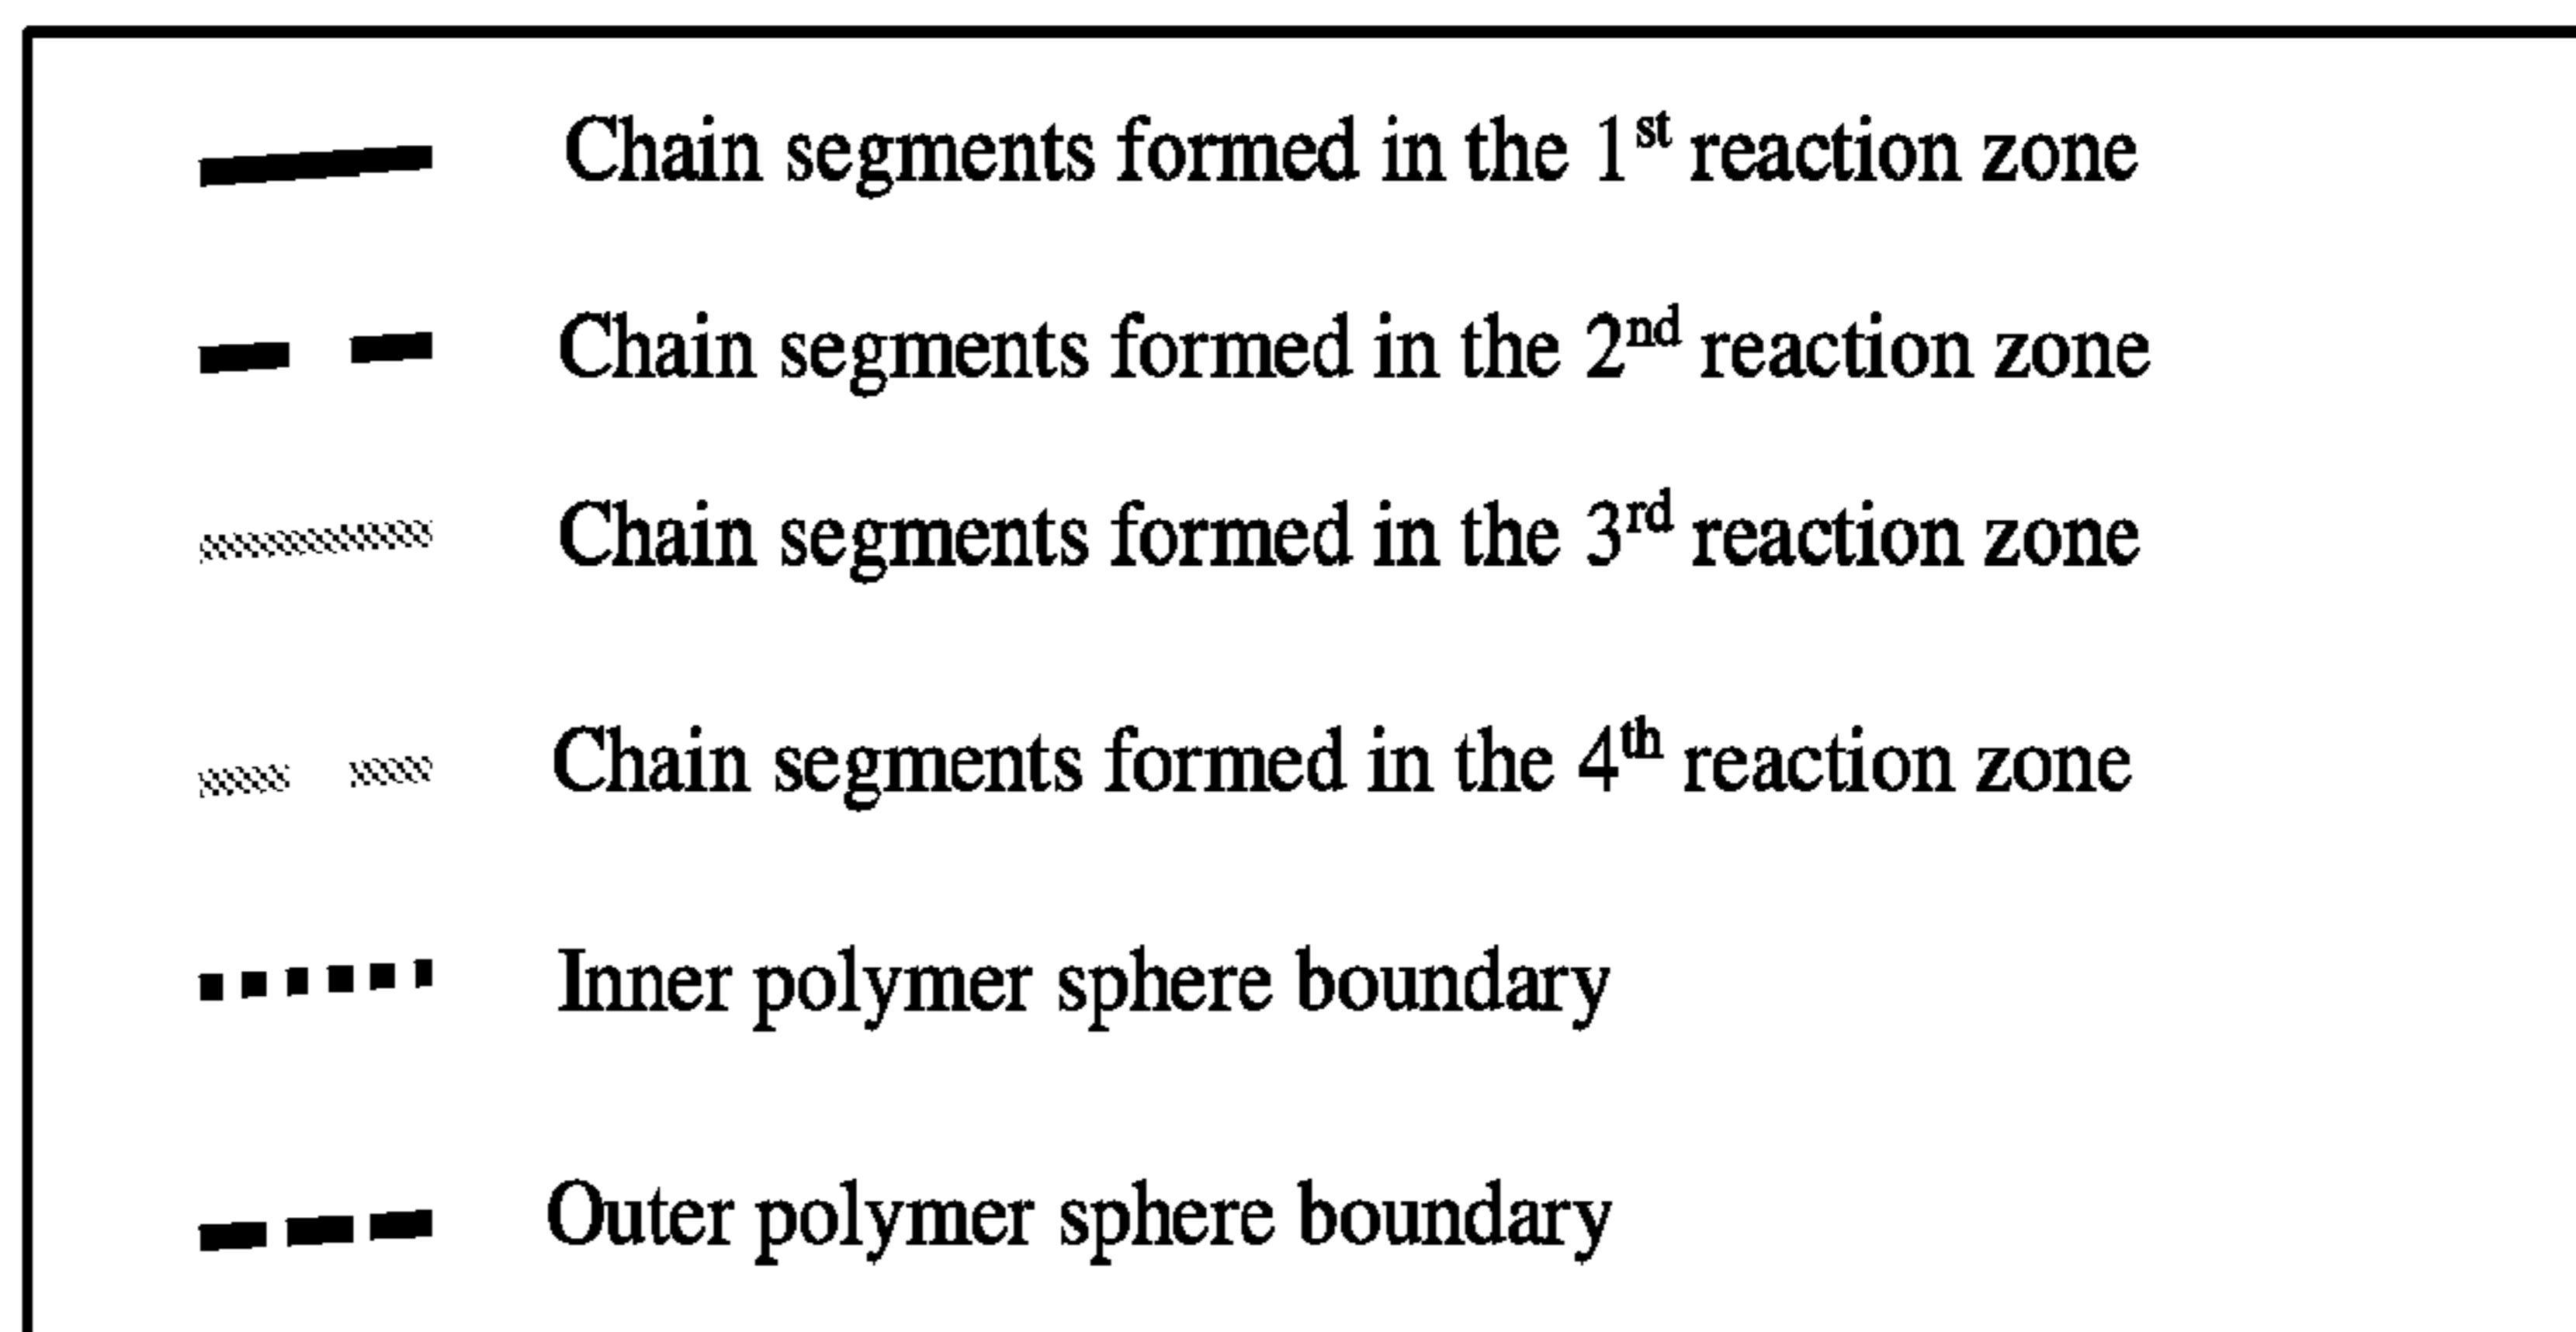 Chain segments formed in the 1st reaction zone
Chain segments formed in the 2nd reaction zone
Chain segments formed in the 3rd reaction zone
Chain segments formed in the 4th reaction zone
Inner polymer sphere boundary
Outer polymer sphere boundary